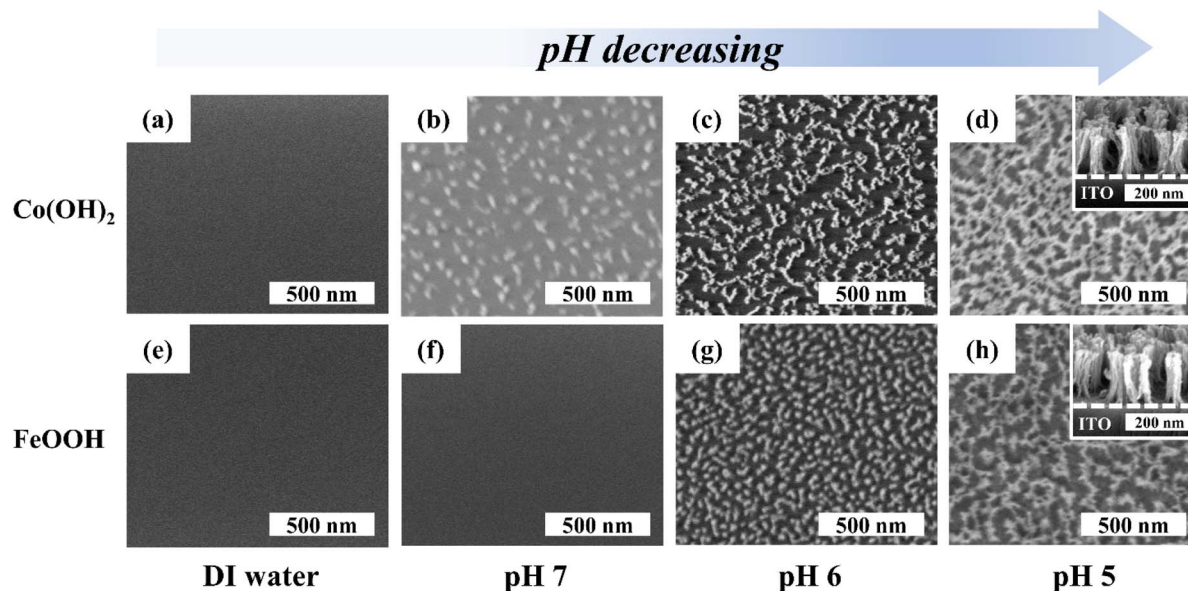 pH decreasing
(a)
(b)
(c)
(d)
Co(OH)2
ITO
200 nm
500 nm
500 nm
500 nm
500 nm
(e)
(f)
(g)
(h)
FeOOH
ITO
200 nm
500 nm
500 nm
500 nm
500 nm
DI water
pH 7
pH 6
pH 5